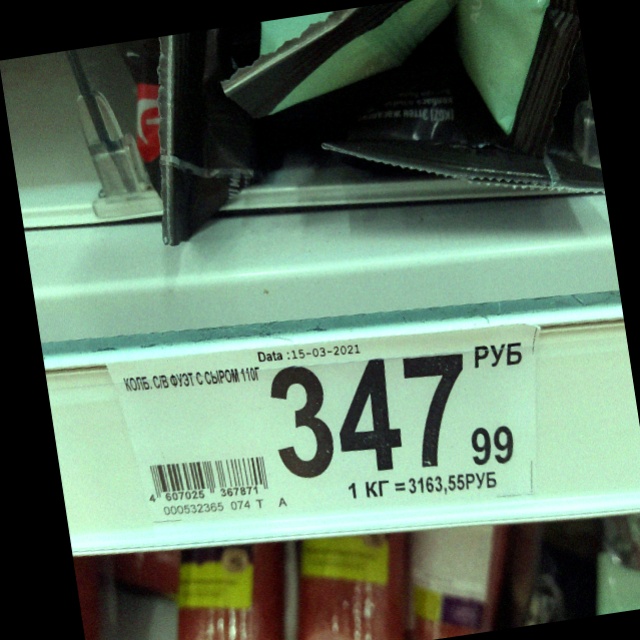 Data :15-03-2021
КОЛБ. С/В ФУЭТ С СЫРОМ 110Г
347 99 РУБ
1 КГ =3163,55РУБ
4 607025 367871
000532365 074 Т А